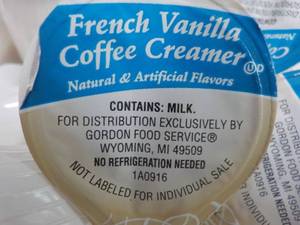 French Vanilla
Coffee Creamer
Natural & Artificial Flavors
CONTAINS: MILK.
FOR DISTRIBUTION EXCLUSIVELY BY
GORDON FOOD SERVICE®
WYOMING, MI 49509
NO REFRIGERATION NEEDED
1A0916
NOT LABELED FOR INDIVIDUAL SALE